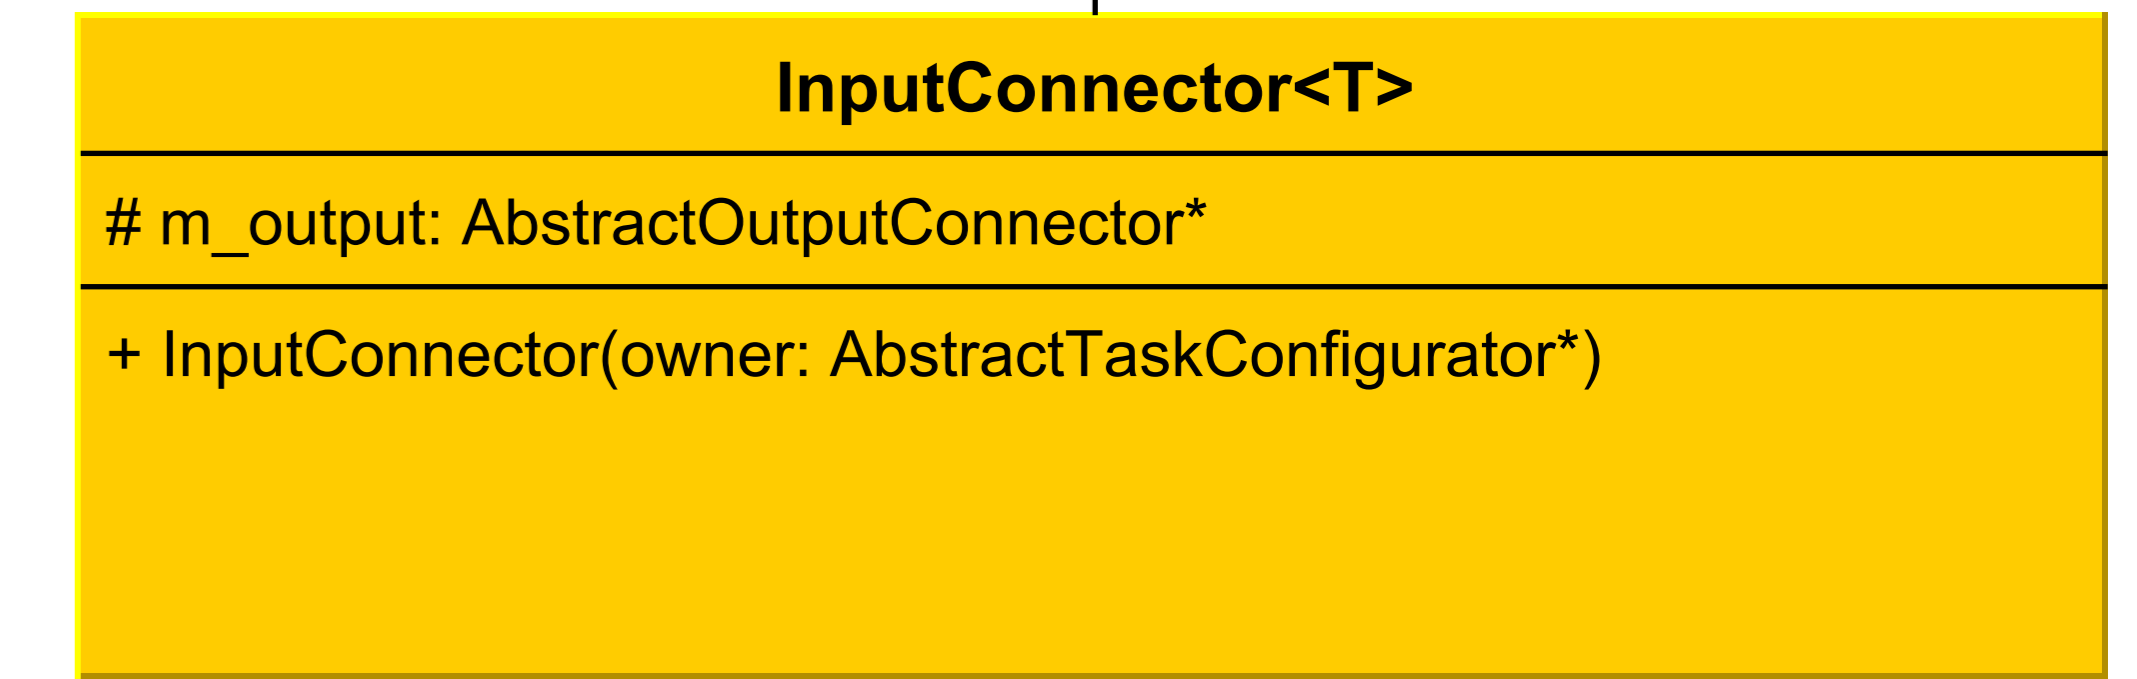 InputConnector<T>
# m_output: AbstractOutputConnector*
+ InputConnector(owner: AbstractTaskConfigurator*)